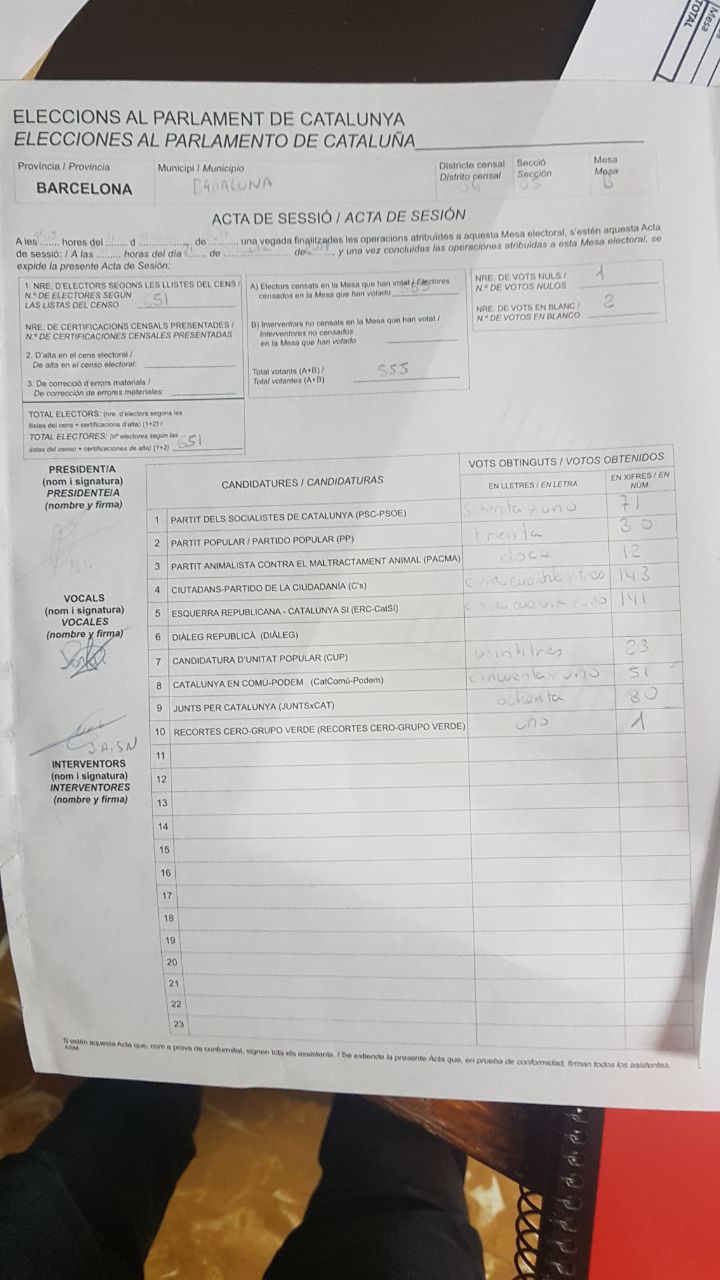 TOTAL
Mesa
ELECCIONS AL PARLAMENT DE CATALUNYA
ELECCIONES AL PARLAMENTO DE CATALUÑA
Província / Provincia
BARCELONA
Municipi / Municipio
BADALONA
Districte censal
Distrito censal
04
Secció
Sección
05
Mesa
Mesa
B
ACTA DE SESSIÓ / ACTA DE SESIÓN
A les ....... hores del ....... d ................ de ........, una vegada finalitzades les operacions atribuïdes a aquesta Mesa electoral, s'estén aquesta Acta
de sessió: / A las ........ horas del día ...... de ..................... de ........, y una vez concluidas las operaciones atribuidas a esta Mesa electoral, se
expide la presente Acta de Sesión:
1. NRE. D'ELECTORS SEGONS LES LLISTES DEL CENS /
N.º DE ELECTORES SEGÚN
LAS LISTAS DEL CENSO 651
NRE. DE CERTIFICACIONS CENSALS PRESENTADES /
N.º DE CERTIFICACIONES CENSALES PRESENTADAS
2. D'alta en el cens electoral /
De alta en el censo electoral:
3. De correcció d'errors materials /
De corrección de errores materiales:
TOTAL ELECTORS: (nre. d'electors segons les
llistes del cens + certificacions d'alta) (1+2) /
TOTAL ELECTORES: (nº electores según las
listas del censo + certificaciones de alta) (1+2) 651
A) Electors censats en la Mesa que han votat / Electores
censados en la Mesa que han votado 555
B) Interventors no censats en la Mesa que han votat /
Interventores no censados
en la Mesa que han votado
Total votants (A+B) /
Total votantes (A+B) 555
NRE. DE VOTS NULS /
N.º DE VOTOS NULOS 1
NRE. DE VOTS EN BLANC /
N.º DE VOTOS EN BLANCO 2
PRESIDENT/A
(nom i signatura)
PRESIDENTE/A
(nombre y firma)
VOCALS
(nom i signatura)
VOCALES
(nombre y firma)
J.A.SN
INTERVENTORS
(nom i signatura)
INTERVENTORES
(nombre y firma)
CANDIDATURES / CANDIDATURAS
VOTS OBTINGUTS / VOTOS OBTENIDOS
EN LLETRES / EN LETRA
EN XIFRES / EN NÚM.
1 PARTIT DELS SOCIALISTES DE CATALUNYA (PSC-PSOE) setenta y uno 71
2 PARTIT POPULAR / PARTIDO POPULAR (PP) treinta 30
3 PARTIT ANIMALISTA CONTRA EL MALTRACTAMENT ANIMAL (PACMA) doce 12
4 CIUTADANS-PARTIDO DE LA CIUDADANÍA (C's) 143
5 ESQUERRA REPUBLICANA - CATALUNYA SI (ERC-CatSí) 141
6 DIÀLEG REPUBLICÀ (DIÀLEG)
7 CANDIDATURA D'UNITAT POPULAR (CUP) vintitres 23
8 CATALUNYA EN COMÚ-PODEM (CatComú-Podem) cincuenta y uno 51
9 JUNTS PER CATALUNYA (JUNTSxCAT) ochenta 80
10 RECORTES CERO-GRUPO VERDE (RECORTES CERO-GRUPO VERDE) uno 1
11
12
13
14
15
16
17
18
19
20
21
22
23
S'estén aquesta Acta que, com a prova de conformitat, signen tots els assistents. / Se extiende la presente Acta que, en prueba de conformidad, firman todos los asistentes.